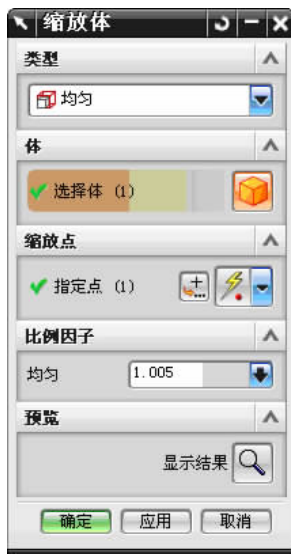 缩放体
类型
均匀
体
选择体 (1)
缩放点
指定点 (1)
比例因子
均匀 1.005
预览
显示结果
确定 应用 取消